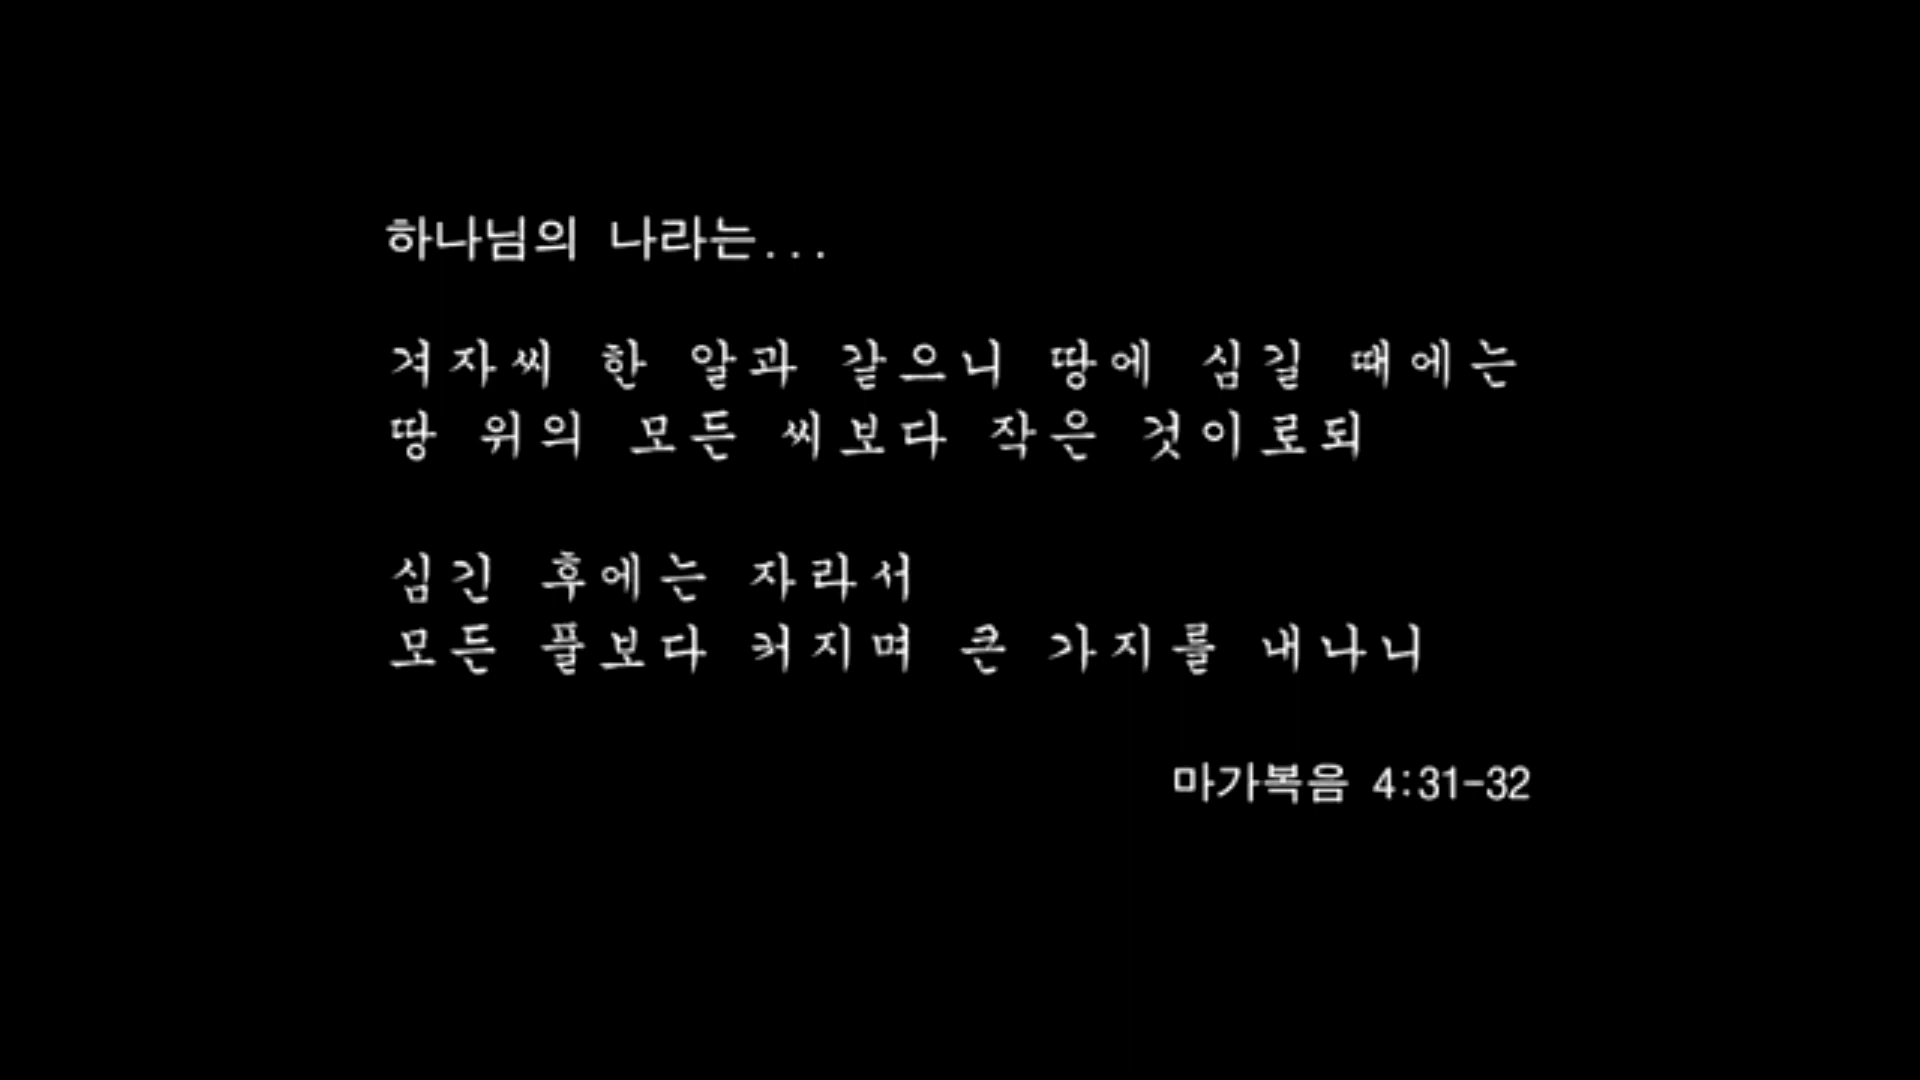 하나님의 나라는...
겨자씨 한 알과 같으니 땅에 심길 때에는
땅 위의 모든 씨보다 작은 것이로되
심긴 후에는 자라서
모든 풀보다 커지며 큰 가지를 내나니
마가복음 4:31-32